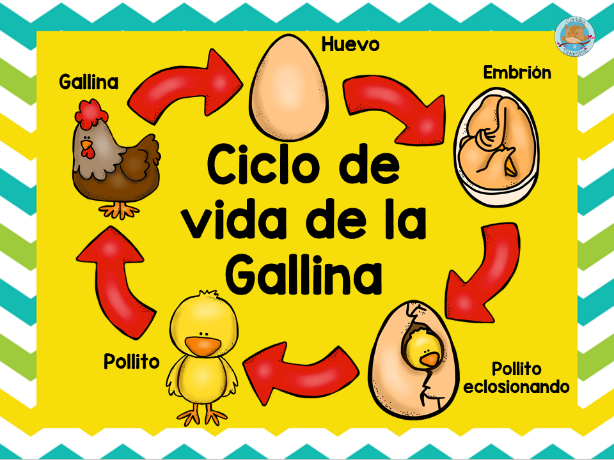 Huevo
Gallina
Embrión
Ciclo de
vida de la
Gallina
Pollito
Pollito
eclosionando